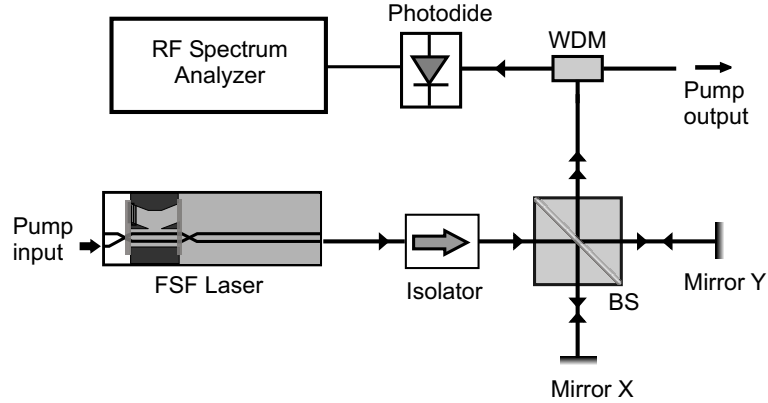 Photodide
RF Spectrum
Analyzer
WDM
Pump
output
Pump
input
FSF Laser
Isolator
BS
Mirror Y
Mirror X